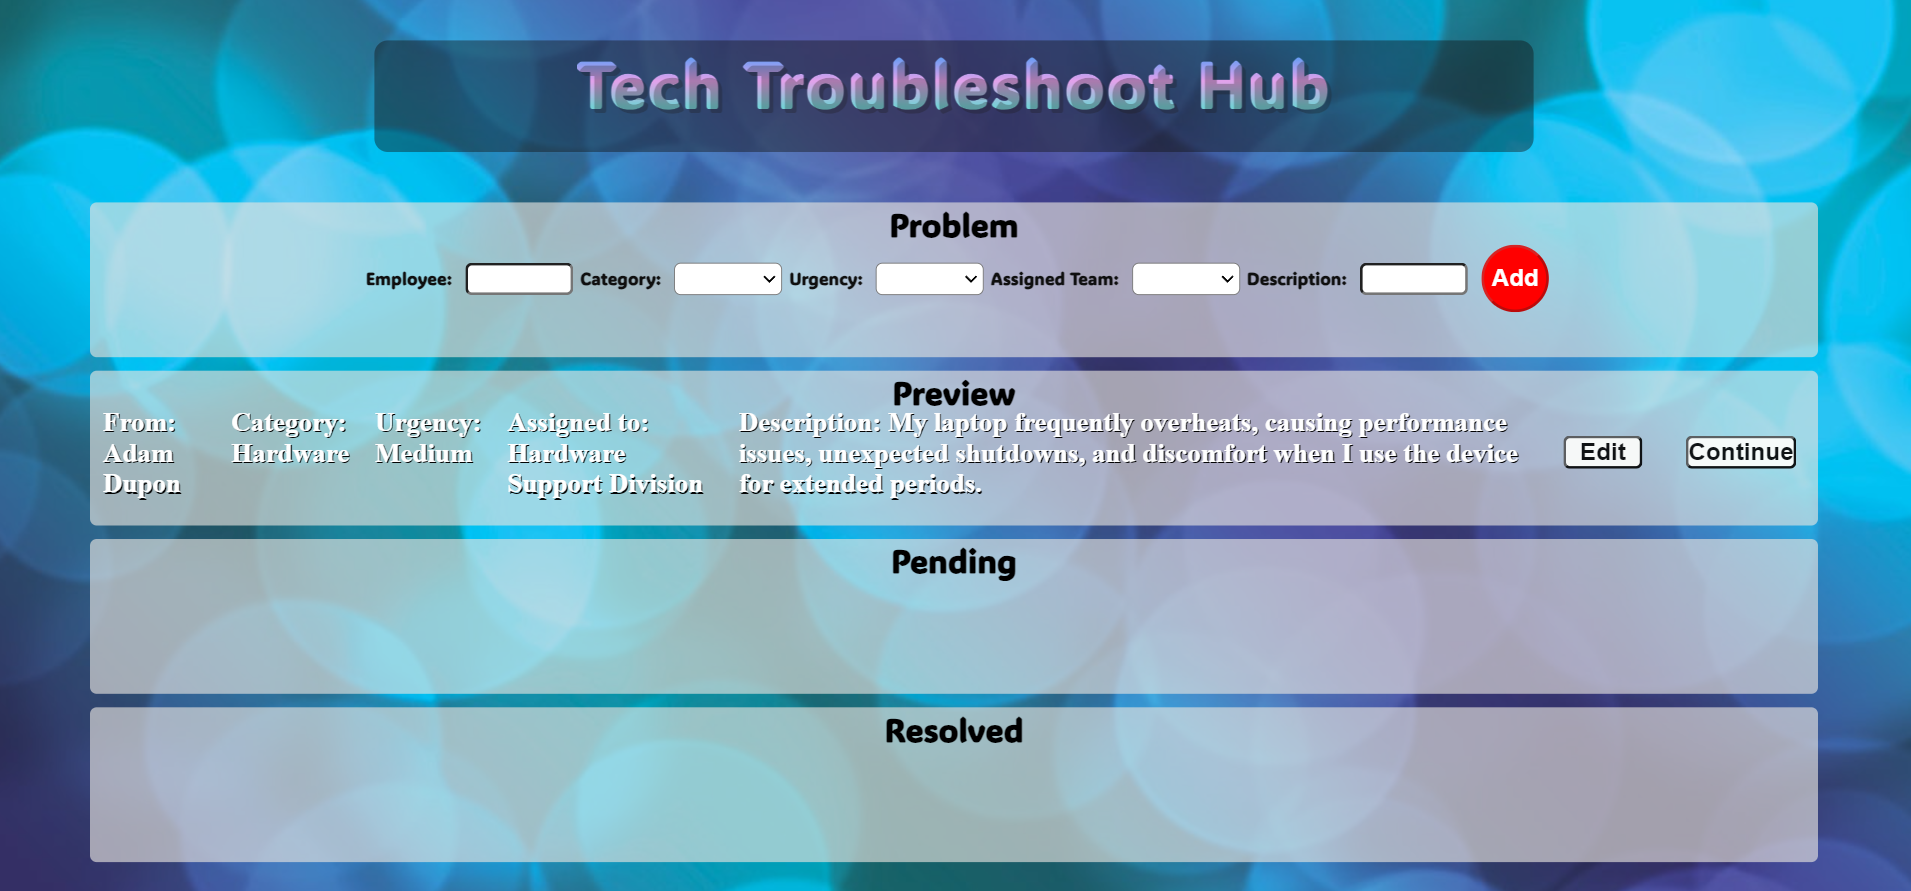 Tech Troubleshoot Hub
Problem
Employee: Category: Urgency: Assigned Team: Description: Add
Preview
From:
Adam
Dupon
Category:
Hardware
Urgency:
Medium
Assigned to:
Hardware
Support Division
Description: My laptop frequently overheats, causing performance
issues, unexpected shutdowns, and discomfort when I use the device
for extended periods.
Edit
Continue
Pending
Resolved